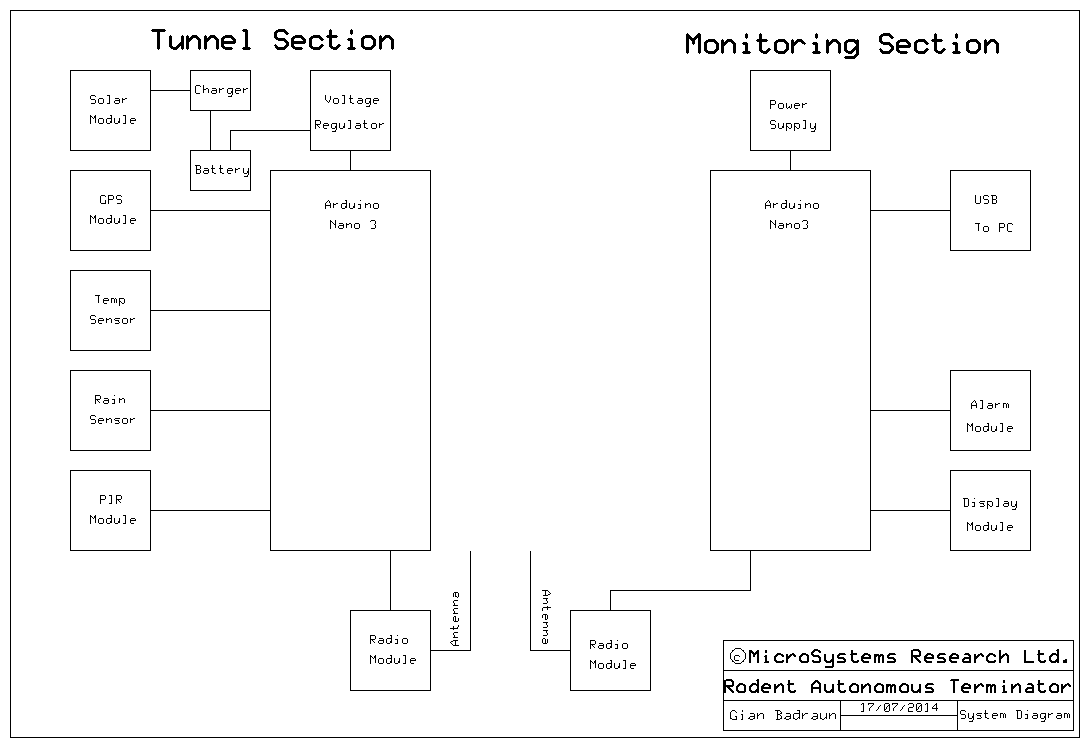 Tunnel Section
Solar
Module
Charger
Battery
Voltage
Regulator
GPS
Module
Arduino
Nano 3
Temp
Sensor
Rain
Sensor
PIR
Module
Radio
Module
Antenna
Monitoring Section
Power
Supply
Arduino
Nano3
USB
To PC
Alarm
Module
Display
Module
Antenna
Radio
Module
©MicroSystems Research Ltd.
Rodent Autonomous Terminator
Gian Badraun
17/07/2014
System Diagram